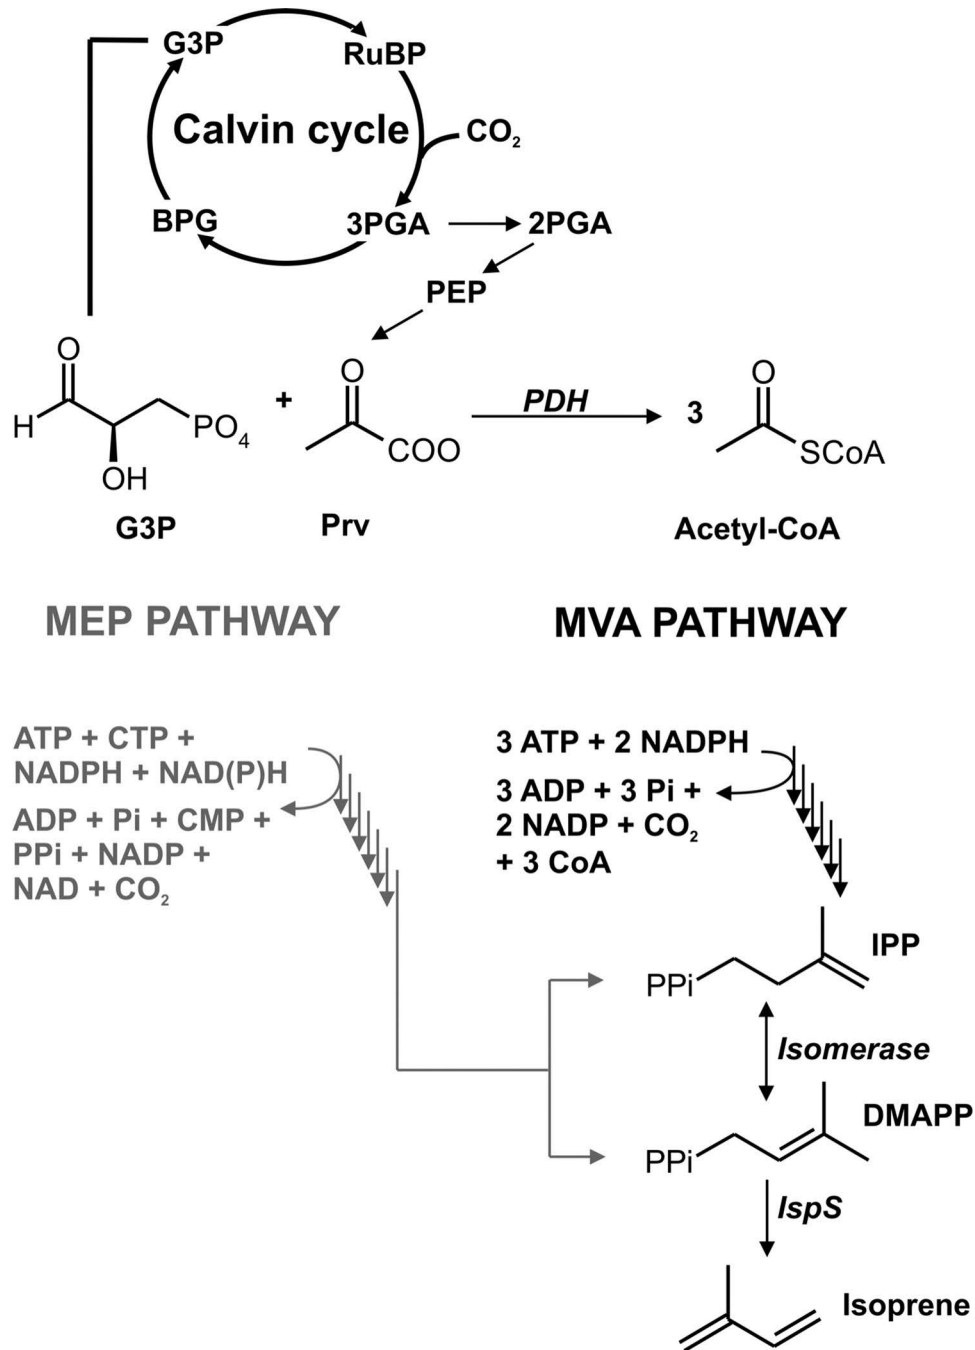 G3P
RuBP
Calvin cycle
CO₂
BPG
3PGA
2PGA
PEP
O
H
PO₄
OH
G3P
+
O
COO
Prv
PDH
3
O
SCoA
Acetyl-CoA
MEP PATHWAY
MVA PATHWAY
ATP + CTP +
NADPH + NAD(P)H
ADP + Pi + CMP +
PPi + NADP +
NAD + CO₂
3 ATP + 2 NADPH
3 ADP + 3 Pi +
2 NADP + CO₂
+ 3 CoA
IPP
PPi
Isomerase
DMAPP
PPi
IspS
Isoprene